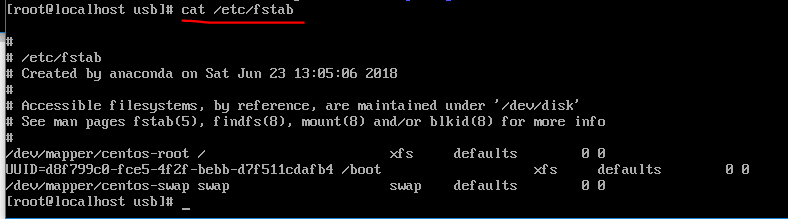 [root@localhost usb]# cat /etc/fstab
#
# /etc/fstab
# Created by anaconda on Sat Jun 23 13:05:06 2018
#
# Accessible filesystems, by reference, are maintained under '/dev/disk'
# See man pages fstab(5), findfs(8), mount(8) and/or blkid(8) for more info
#
/dev/mapper/centos-root / xfs defaults 0 0
UUID=d8f799c0-fce5-4f2f-bebb-d7f511cdafb4 /boot xfs defaults 0 0
/dev/mapper/centos-swap swap swap defaults 0 0
[root@localhost usb]# _